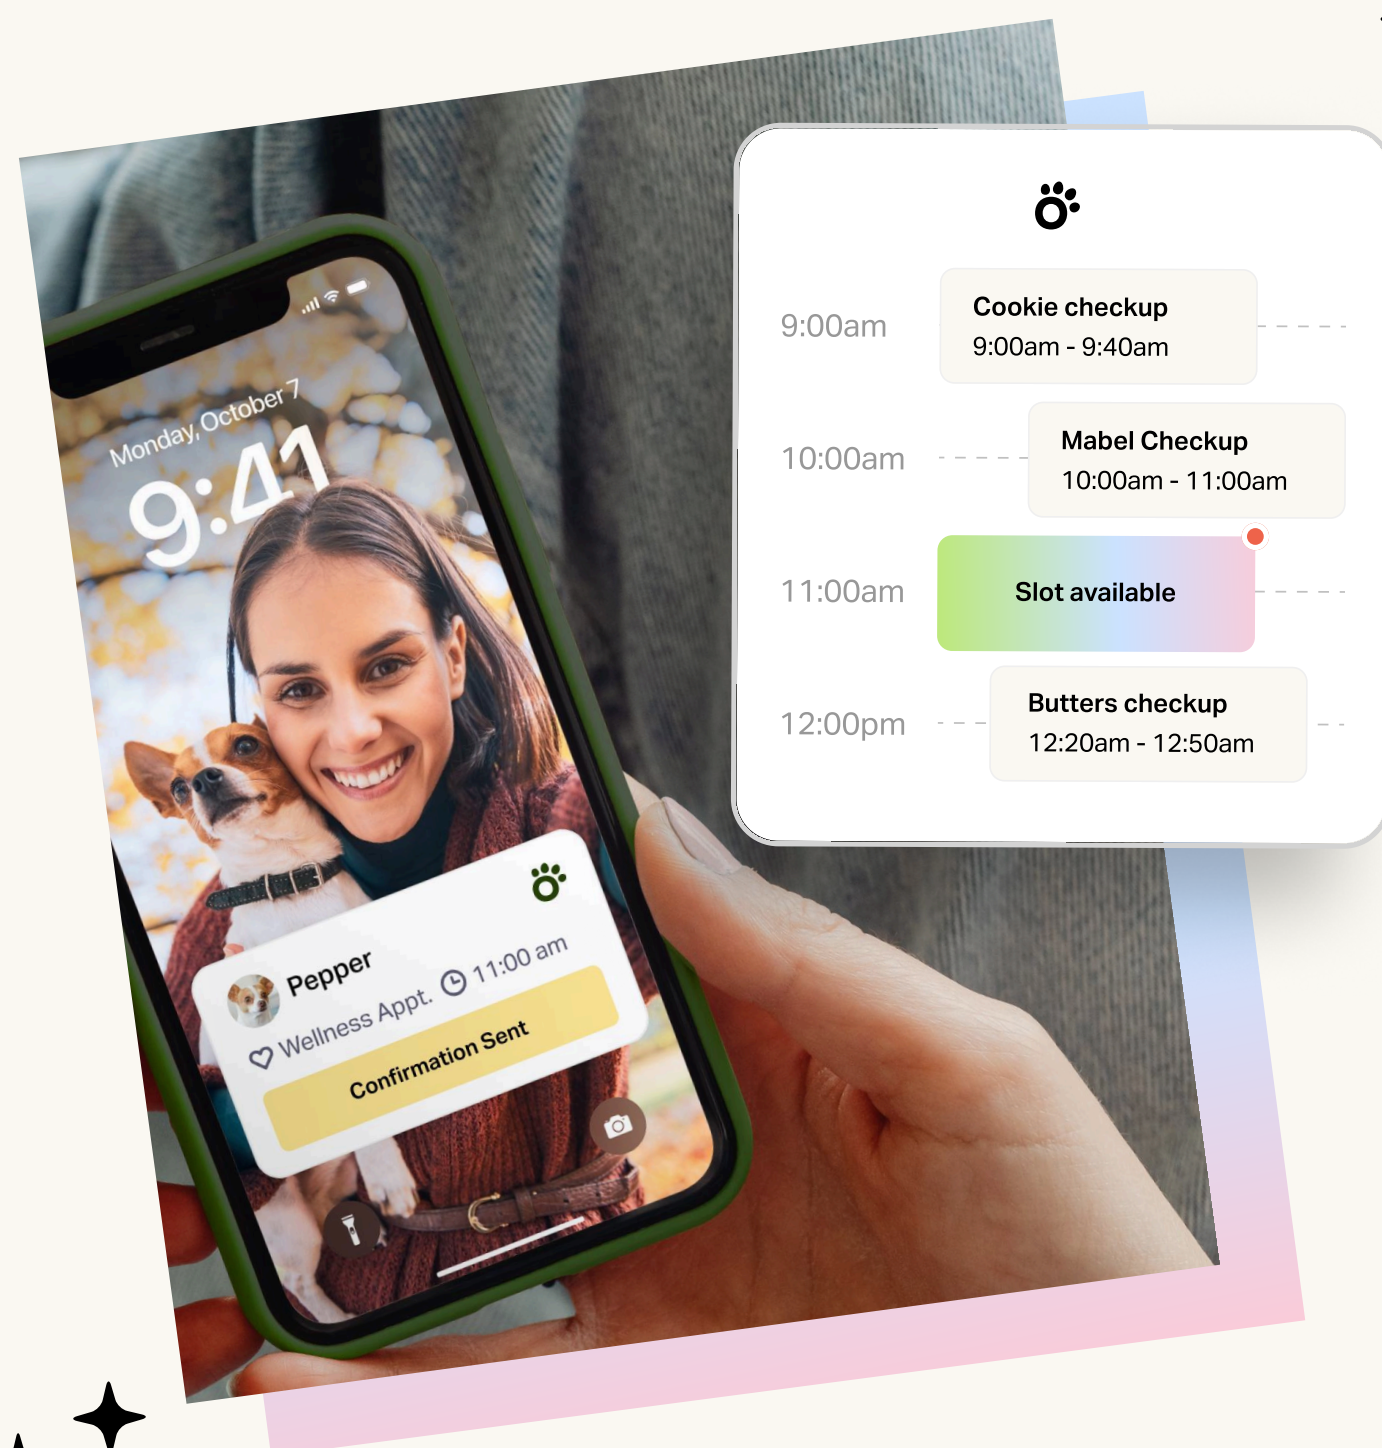 Monday, October 7
9:41
Pepper
Wellness Appt. 11:00 am
Confirmation Sent
9:00am
Cookie checkup
9:00am - 9:40am
10:00am
Mabel Checkup
10:00am - 11:00am
11:00am
Slot available
12:00pm
Butters checkup
12:20am - 12:50am